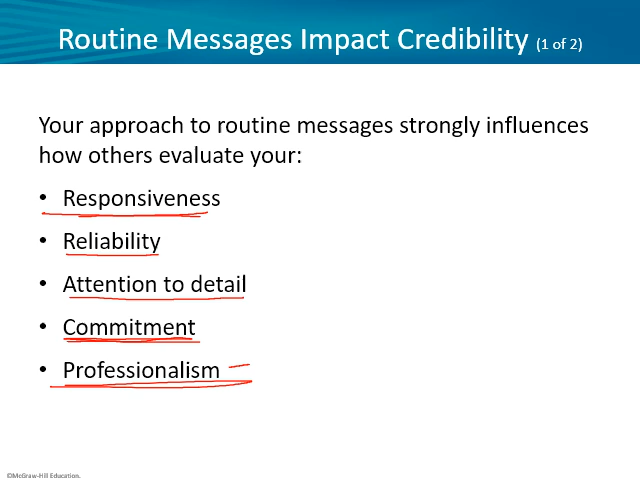 Routine Messages Impact Credibility (1 of 2)
Your approach to routine messages strongly influences
how others evaluate your:
• Responsiveness
• Reliability
• Attention to detail
• Commitment
• Professionalism
©McGraw-Hill Education.